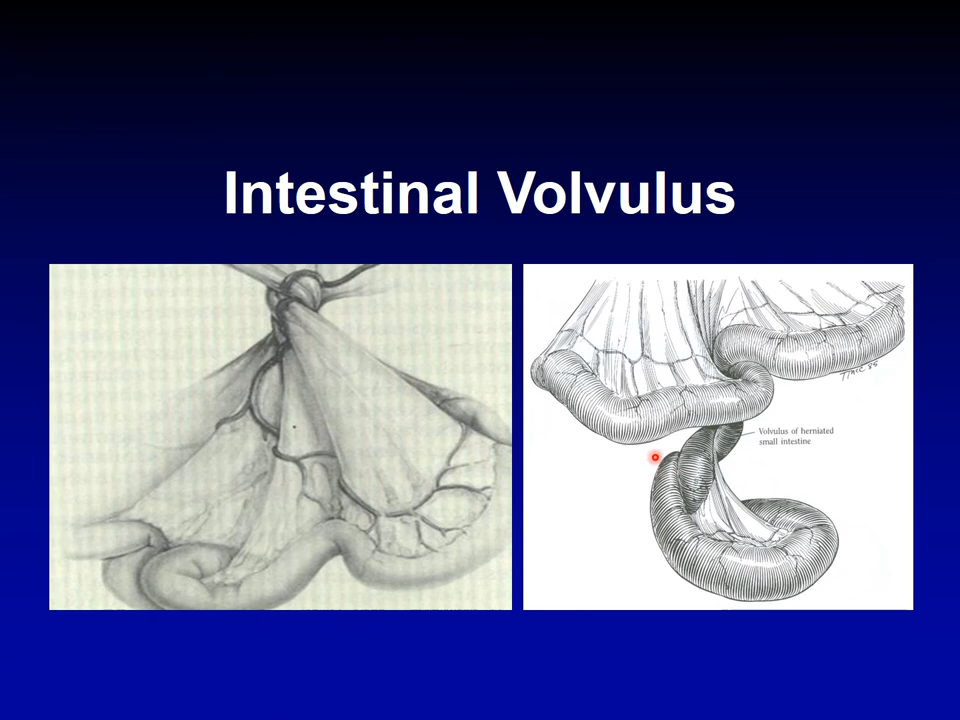 Intestinal Volvulus
Volvulus of herniated
small intestine